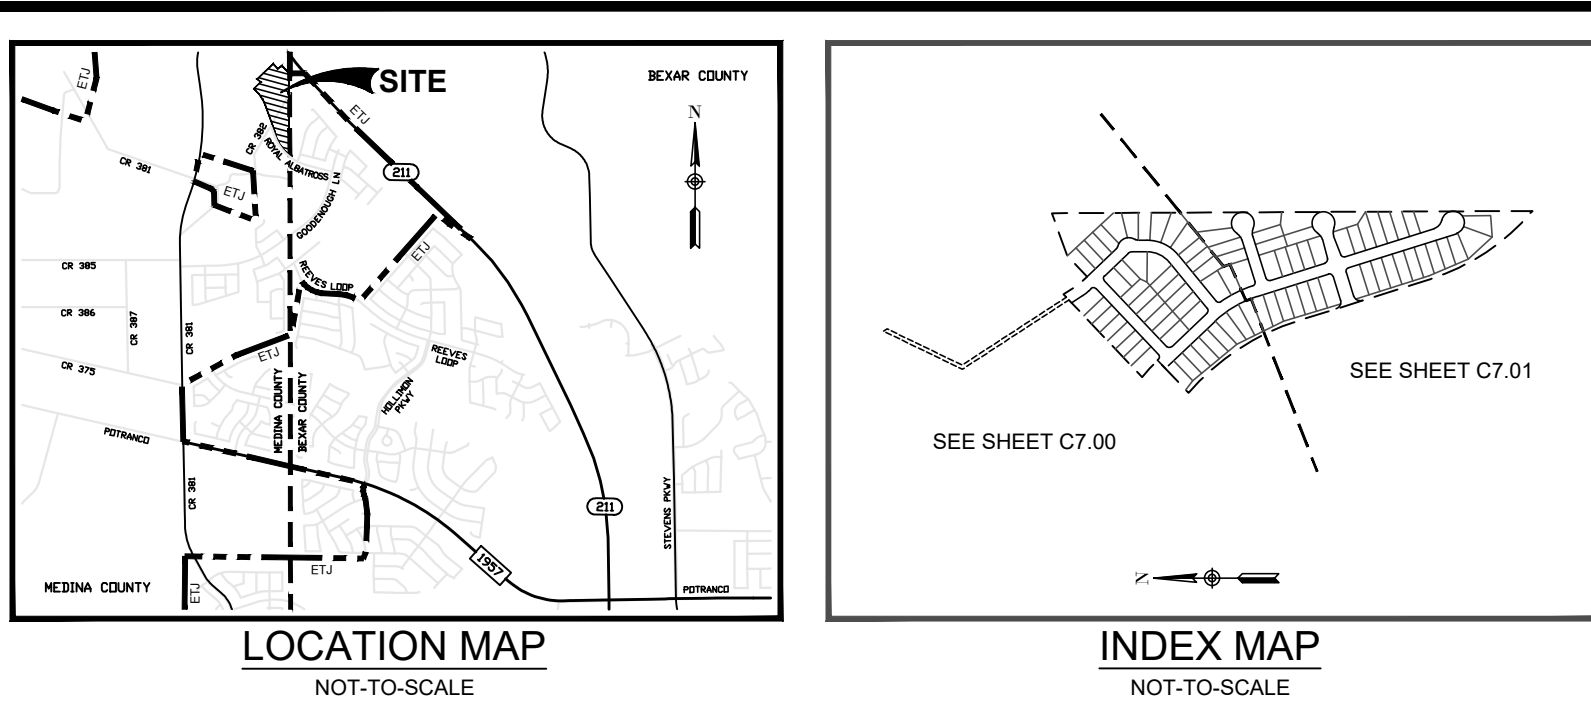 ETJ
SITE
BEXAR COUNTY
ETJ
N
CR 382
CR 381
ROYAL ALBATROSS
211
ETJ
GOODENOUGH LN
ETJ
CR 385
REEVES LOOP
CR 386
CR 387
CR 381
ETJ
REEVES
LOOP
CR 375
MEDINA COUNTY
BEXAR COUNTY
HOLLIMON
PKWY
POTRANCO
CR 381
211
STEVENS PKWY
1957
ETJ
MEDINA COUNTY
ETJ
POTRANCO
LOCATION MAP
NOT-TO-SCALE
SEE SHEET C7.01
SEE SHEET C7.00
N
INDEX MAP
NOT-TO-SCALE